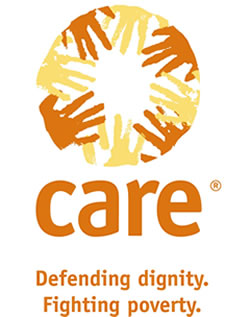 care®
Defending dignity.
Fighting poverty.